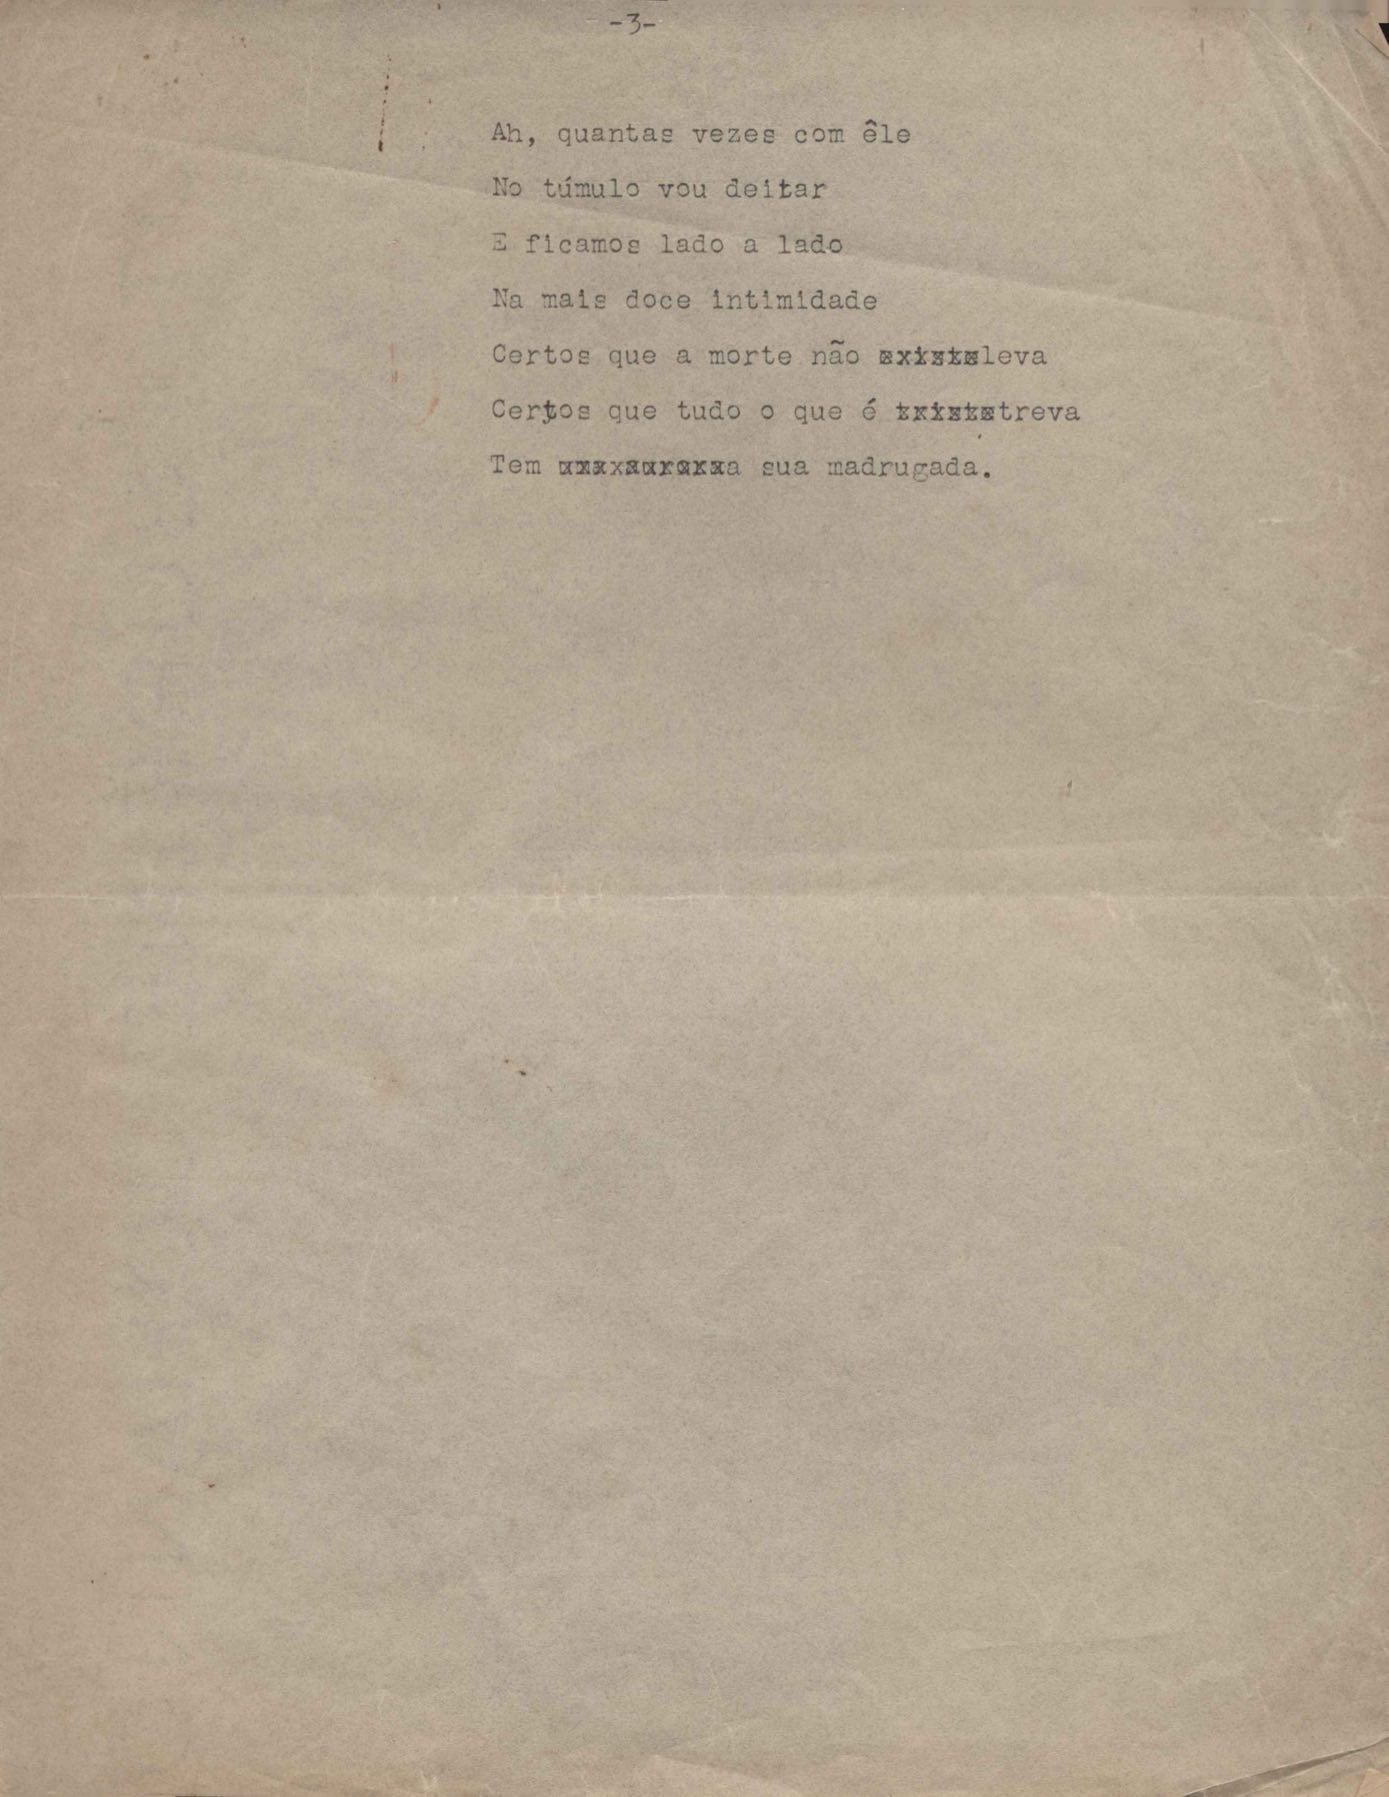 -3-
Ah, quantas vezes com êle
No túmulo vou deitar
E ficamos lado a lado
Na mais doce intimidade
Certos que a morte não leva
Certos que tudo o que é treva
Tem a sua madrugada.